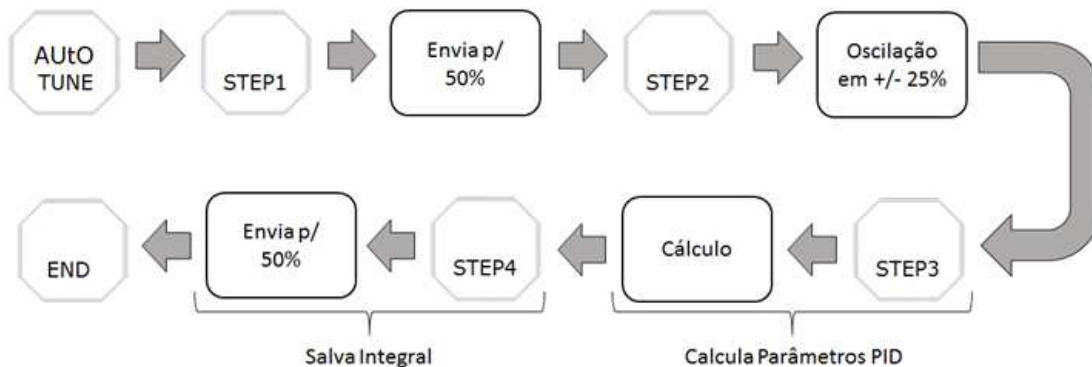 AUtO
TUNE
STEP1
Envia p/
50%
STEP2
Oscilação
em +/- 25%
STEP3
Cálculo
STEP4
Envia p/
50%
END
Salva Integral
Calcula Parâmetros PID